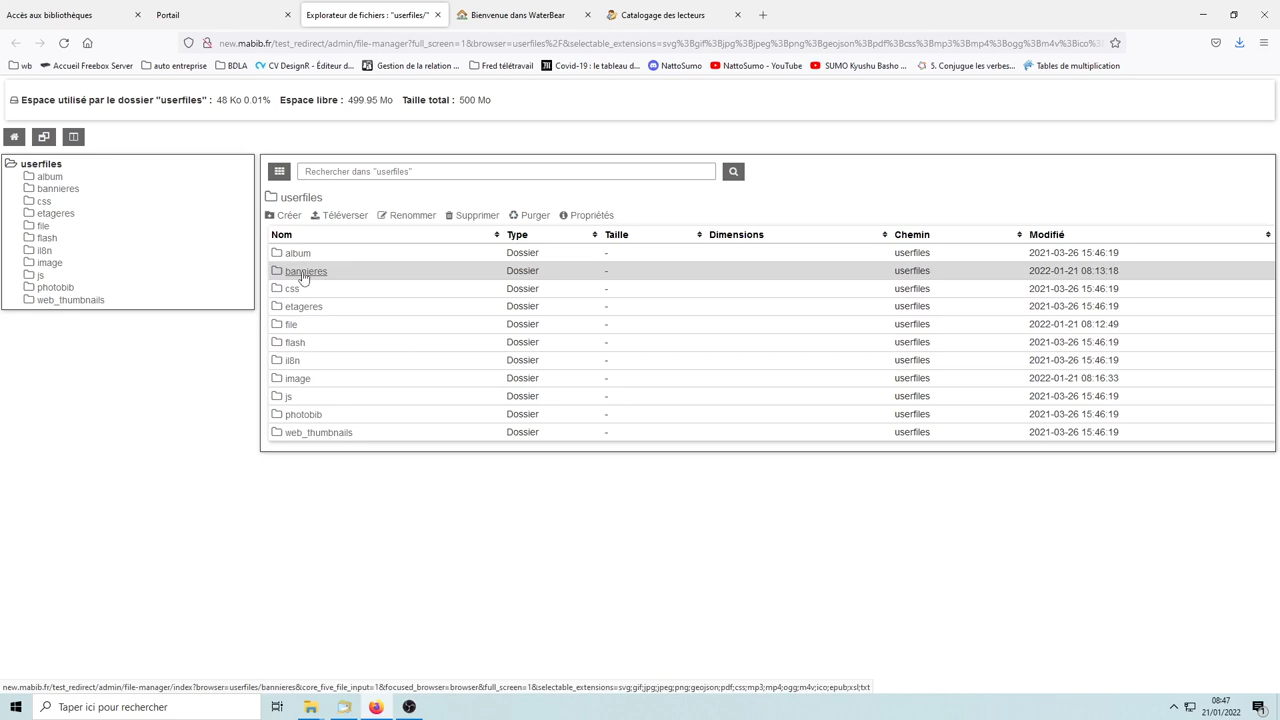 Accès aux bibliothèques
Portail
Explorateur de fichiers : "userfiles/"
Bienvenue dans WaterBear
Catalogage des lecteurs
new.mabib.fr/test_redirect/admin/file-manager?full_screen=1&browser=userfiles%2F&selectable_extensions=svg%3Bgif%3Bjpg%3Bjpeg%3Bpng%3Bgeojson%3Bpdf%3Bcss%3Bmp3%3Bmp4%3Bogg%3Bm4v%3Bico%3B
wb
Accueil Freebox Server
auto entreprise
BDLA
CV DesignR - Éditeur d...
Gestion de la relation ...
Fred télétravail
Covid-19 : le tableau d...
NattoSumo
NattoSumo - YouTube
SUMO Kyushu Basho ...
5. Conjugue les verbes...
Tables de multiplication
Espace utilisé par le dossier "userfiles" : 48 Ko 0.01% Espace libre : 499.95 Mo Taille total : 500 Mo
userfiles
album
bannieres
css
etageres
file
flash
il8n
image
js
photobib
web_thumbnails
Rechercher dans "userfiles"
userfiles
Créer Téléverser Renommer Supprimer Purger Propriétés
Nom Type Taille Dimensions Chemin Modifié
album Dossier - userfiles 2021-03-26 15:46:19
bannieres Dossier - userfiles 2022-01-21 08:13:18
css Dossier - userfiles 2021-03-26 15:46:19
etageres Dossier - userfiles 2021-03-26 15:46:19
file Dossier - userfiles 2022-01-21 08:12:49
flash Dossier - userfiles 2021-03-26 15:46:19
il8n Dossier - userfiles 2021-03-26 15:46:19
image Dossier - userfiles 2022-01-21 08:16:33
js Dossier - userfiles 2021-03-26 15:46:19
photobib Dossier - userfiles 2021-03-26 15:46:19
web_thumbnails Dossier - userfiles 2021-03-26 15:46:19
new.mabib.fr/test_redirect/admin/file-manager/index?browser=userfiles/bannieres&core_five_file_input=1&focused_browser=browser&full_screen=1&selectable_extensions=svg;gif;jpg;jpeg;png;geojson;pdf;css;mp3;mp4;ogg;m4v;ico;epub;xsl;txt
Taper ici pour rechercher
08:47
21/01/2022